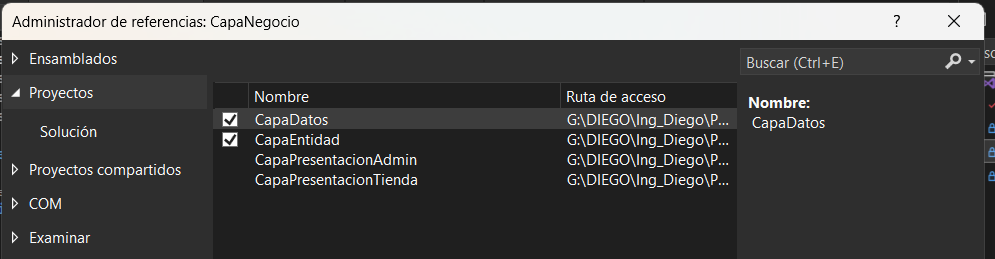 Administrador de referencias: CapaNegocio
Ensamblados
Proyectos
Solución
Proyectos compartidos
COM
Examinar
Nombre Ruta de acceso
CapaDatos G:\DIEGO\Ing_Diego\P...
CapaEntidad G:\DIEGO\Ing_Diego\P...
CapaPresentacionAdmin G:\DIEGO\Ing_Diego\P...
CapaPresentacionTienda G:\DIEGO\Ing_Diego\P...
Buscar (Ctrl+E)
Nombre:
CapaDatos